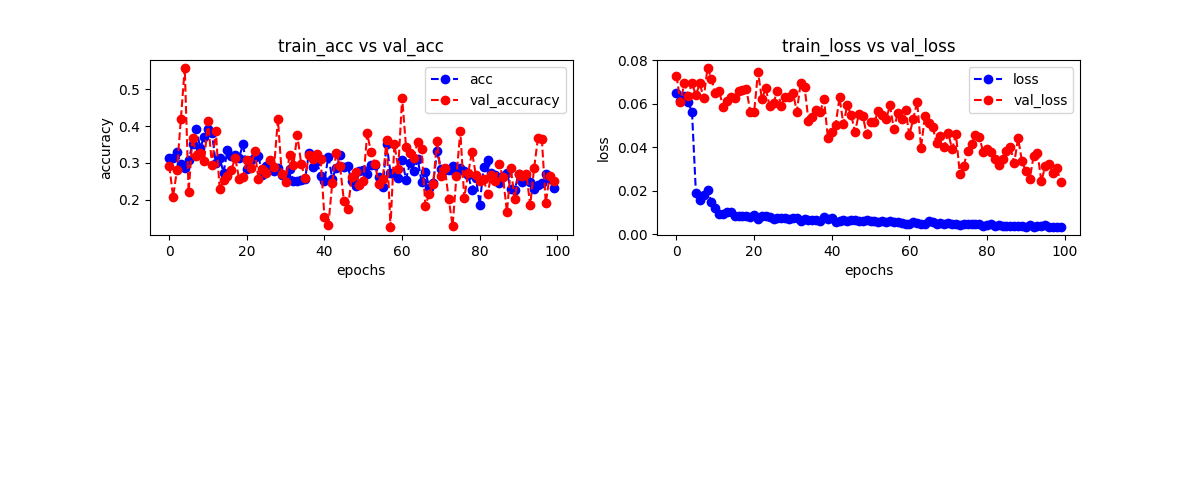 train_acc vs val_acc
accuracy
0.5
0.4
0.3
0.2
acc
val_accuracy
0
20
40
60
80
100
epochs
train_loss vs val_loss
loss
0.08
0.06
0.04
0.02
0.00
loss
val_loss
0
20
40
60
80
100
epochs